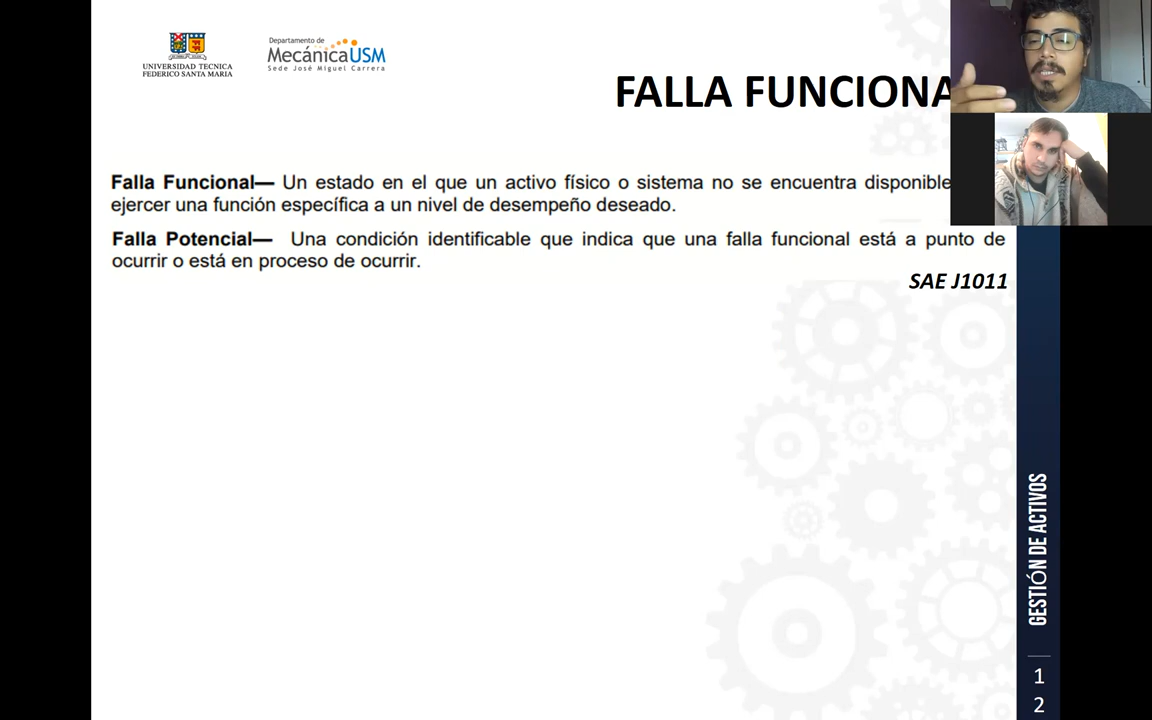 UNIVERSIDAD TECNICA
FEDERICO SANTA MARIA
Departamento de
MecánicaUSM
Sede José Miguel Carrera
FALLA FUNCIONA
Falla Funcional— Un estado en el que un activo físico o sistema no se encuentra disponible
ejercer una función específica a un nivel de desempeño deseado.
Falla Potencial— Una condición identificable que indica que una falla funcional está a punto de
ocurrir o está en proceso de ocurrir.
SAE J1011
GESTIÓN DE ACTIVOS
1
2